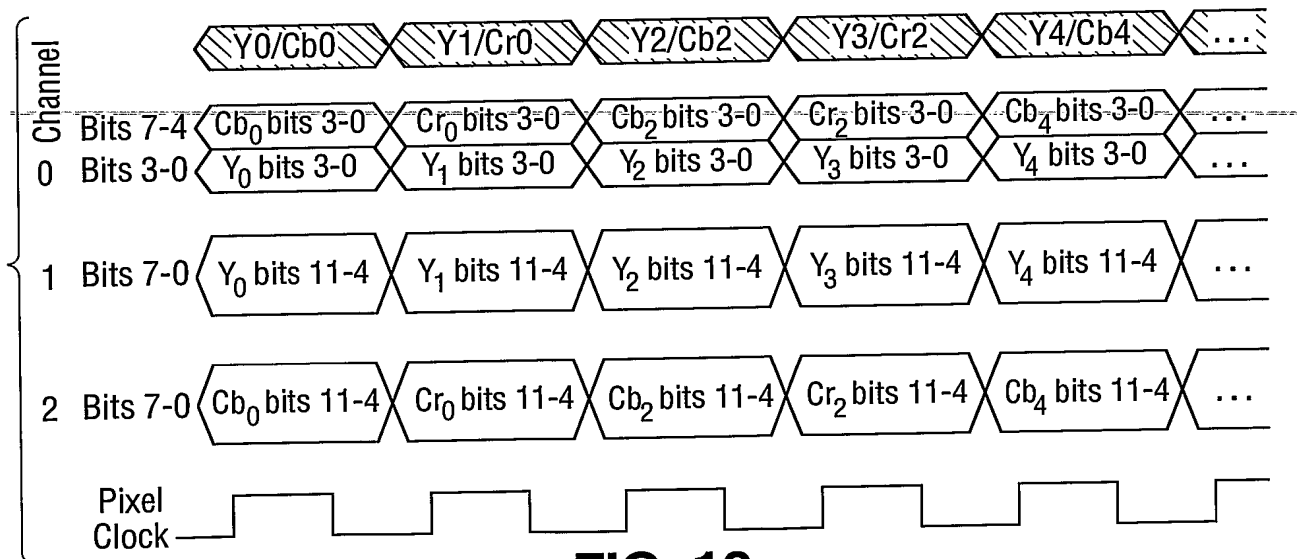 Channel
Y0/Cb0 Y1/Cr0 Y2/Cb2 Y3/Cr2 Y4/Cb4 ...
0
Bits 7-4 Cb0 bits 3-0 Cr0 bits 3-0 Cb2 bits 3-0 Cr2 bits 3-0 Cb4 bits 3-0 ...
Bits 3-0 Y0 bits 3-0 Y1 bits 3-0 Y2 bits 3-0 Y3 bits 3-0 Y4 bits 3-0 ...
1 Bits 7-0 Y0 bits 11-4 Y1 bits 11-4 Y2 bits 11-4 Y3 bits 11-4 Y4 bits 11-4 ...
2 Bits 7-0 Cb0 bits 11-4 Cr0 bits 11-4 Cb2 bits 11-4 Cr2 bits 11-4 Cb4 bits 11-4 ...
Pixel
Clock